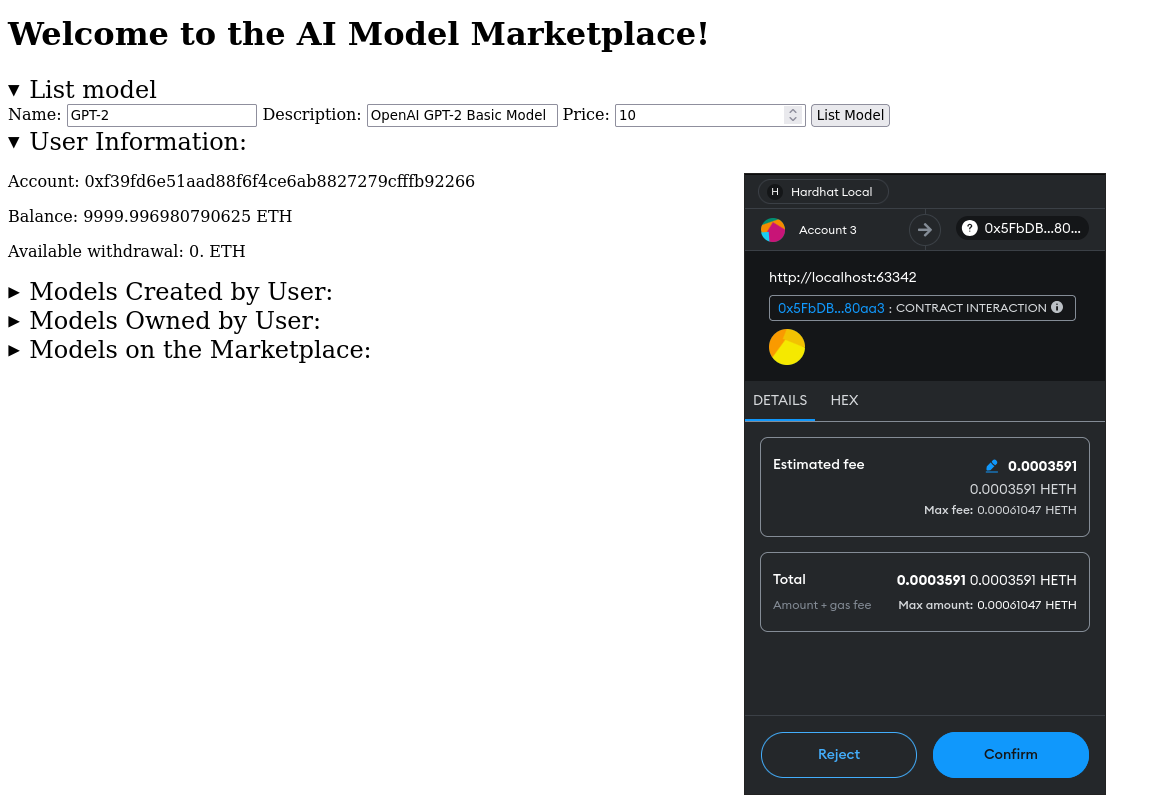 Welcome to the AI Model Marketplace!
▼ List model
Name: GPT-2 Description: OpenAI GPT-2 Basic Model Price: 10 List Model
▼ User Information:
Account: 0xf39fd6e51aad88f6f4ce6ab8827279cfffb92266
Balance: 9999.996980790625 ETH
Available withdrawal: 0. ETH
▶ Models Created by User:
▶ Models Owned by User:
▶ Models on the Marketplace:
H Hardhat Local
Account 3 → ? 0x5FbDB...80...
http://localhost:63342
0x5FbDB...80aa3 : CONTRACT INTERACTION
DETAILS HEX
Estimated fee 0.0003591
0.0003591 HETH
Max fee: 0.00061047 HETH
Total 0.0003591 0.0003591 HETH
Amount + gas fee Max amount: 0.00061047 HETH
Reject Confirm